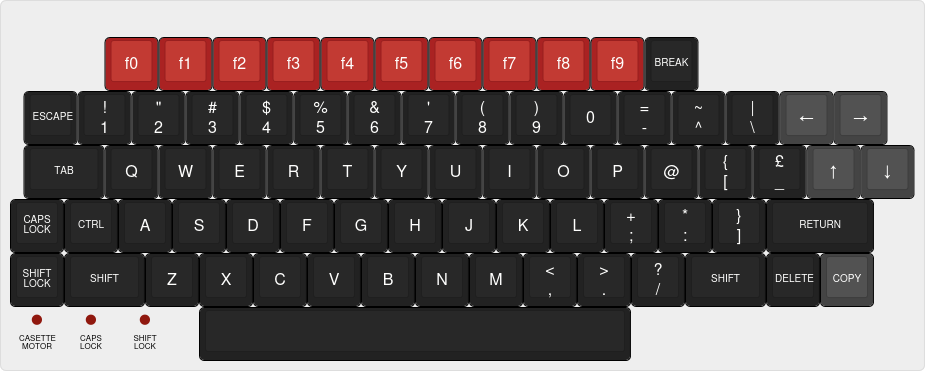 f0 f1 f2 f3 f4 f5 f6 f7 f8 f9 BREAK
! " # $ % & ' ( ) = ~ |
ESCAPE 1 2 3 4 5 6 7 8 9 0 - ^ \ ← →
{ £
TAB Q W E R T Y U I O P @ [ _ ↑ ↓
CAPS + * }
LOCK CTRL A S D F G H J K L ; : ] RETURN
SHIFT < > ?
LOCK SHIFT Z X C V B N M , . / SHIFT DELETE COPY
CASETTE CAPS SHIFT
MOTOR LOCK LOCK